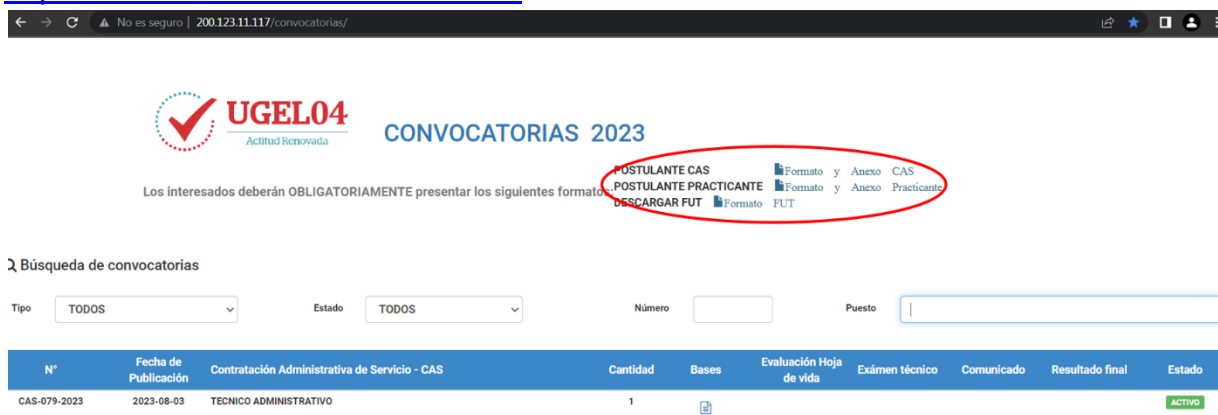 No es seguro | 200.123.11.117/convocatorias/
UGEL04
Actitud Renovada
CONVOCATORIAS 2023
Los interesados deberán OBLIGATORIAMENTE presentar los siguientes formatos:
POSTULANTE CAS Formato y Anexo CAS
POSTULANTE PRACTICANTE Formato y Anexo Practicante
DESCARGAR FUT Formato FUT
Búsqueda de convocatorias
Tipo TODOS Estado TODOS Número Puesto
N° Fecha de Publicación Contratación Administrativa de Servicio - CAS Cantidad Bases Evaluación Hoja de vida Exámen técnico Comunicado Resultado final Estado
CAS-079-2023 2023-08-03 TECNICO ADMINISTRATIVO 1 ACTIVO